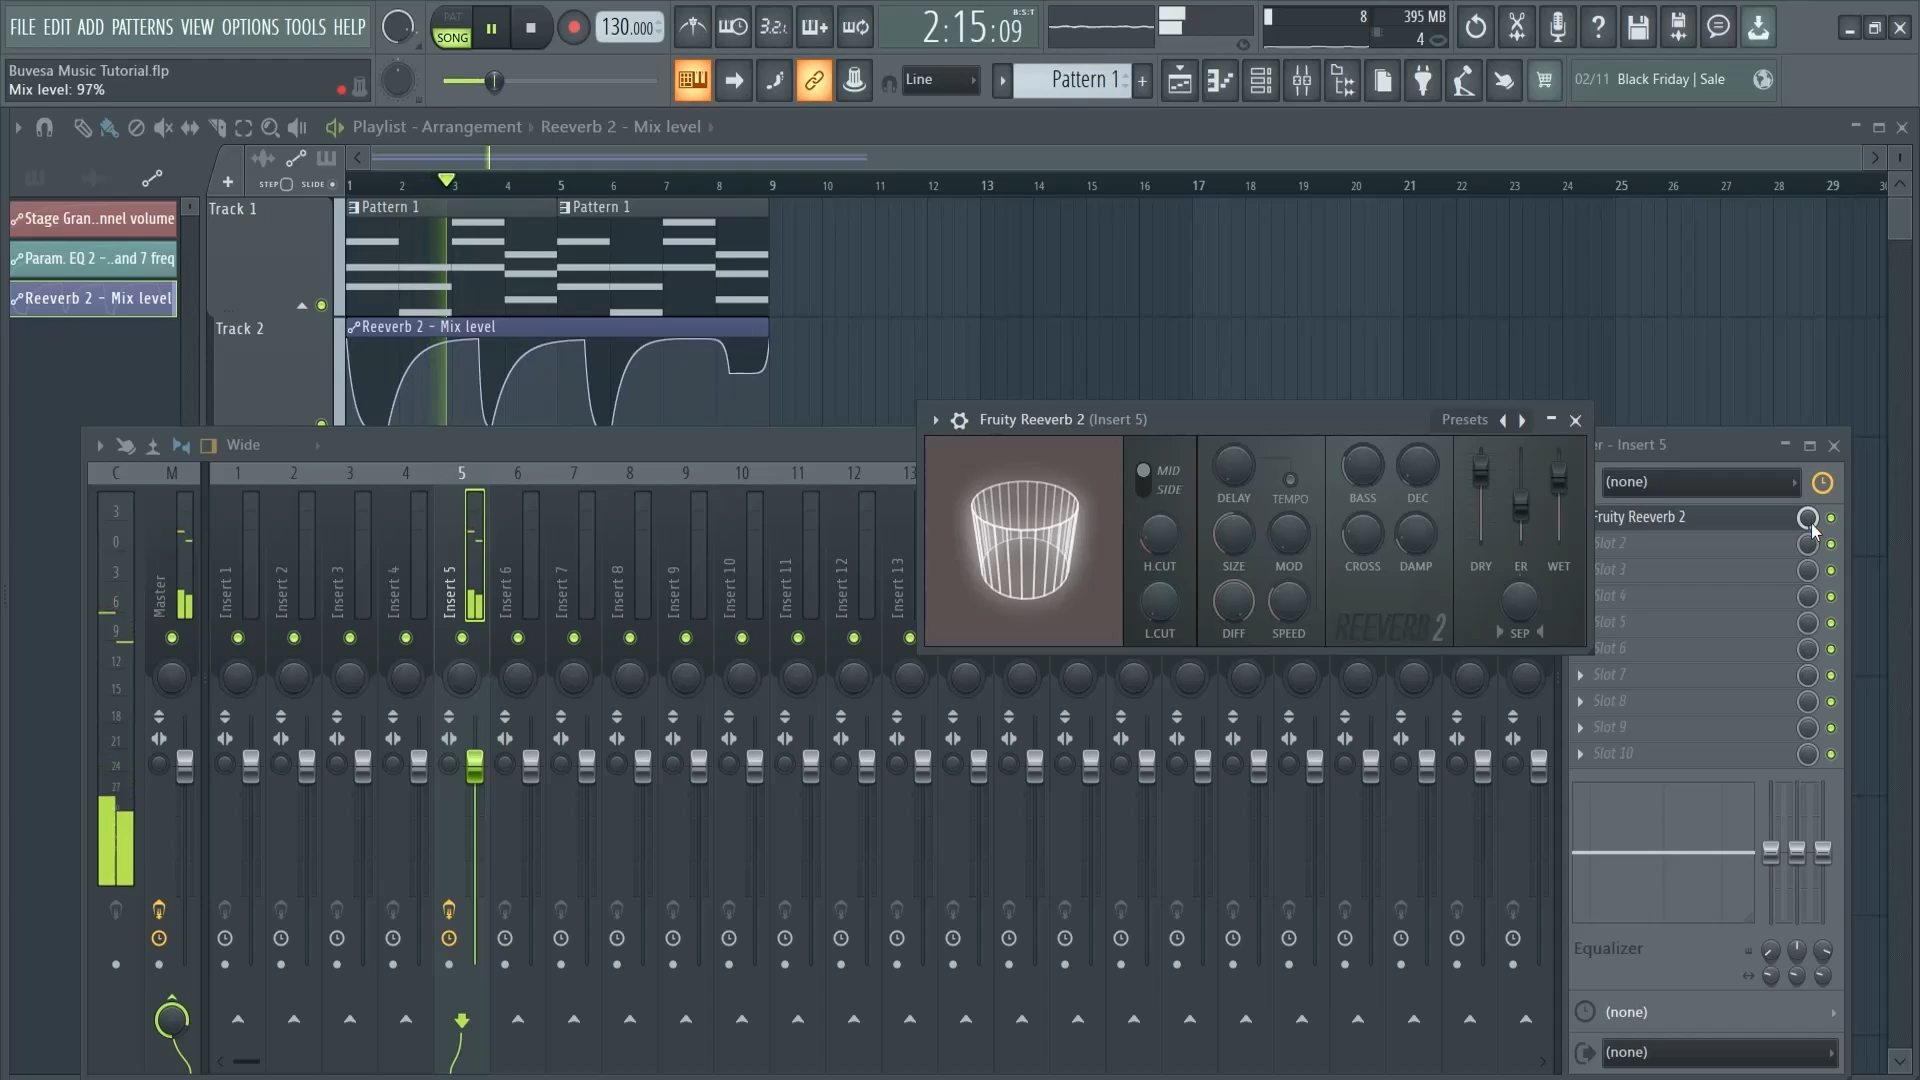 FILE EDIT ADD PATTERNS VIEW OPTIONS TOOLS HELP
PAT
SONG
130.000
3.2.
2:15:09
B:S:T
8
395 MB
4
Buvesa Music Tutorial.flp
Mix level: 97%
Line
Pattern 1
+
02/11 Black Friday | Sale
Playlist - Arrangement › Reeverb 2 - Mix level ›
STEP SLIDE
1 2 3 4 5 6 7 8 9 10 11 12 13 14 15 16 17 18 19 20 21 22 23 24 25 26 27 28 29
Stage Gran..nnel volume
Param. EQ 2 -..and 7 freq
Reeverb 2 - Mix level
Track 1
Pattern 1
Pattern 1
Track 2
Reeverb 2 - Mix level
Wide
C M 1 2 3 4 5 6 7 8 9 10 11 12 13
3
0
3
6
9
12
15
18
21
24
27
Master
Insert 1
Insert 2
Insert 3
Insert 4
Insert 5
Insert 6
Insert 7
Insert 8
Insert 9
Insert 10
Insert 11
Insert 12
Insert 13
Fruity Reeverb 2 (Insert 5)
Presets
MID
SIDE
H.CUT
L.CUT
DELAY
TEMPO
SIZE
MOD
DIFF
SPEED
BASS
DEC
CROSS
DAMP
REEVERB 2
DRY
ER
WET
SEP
er - Insert 5
(none)
Fruity Reeverb 2
Slot 2
Slot 3
Slot 4
Slot 5
Slot 6
Slot 7
Slot 8
Slot 9
Slot 10
Equalizer
(none)
(none)